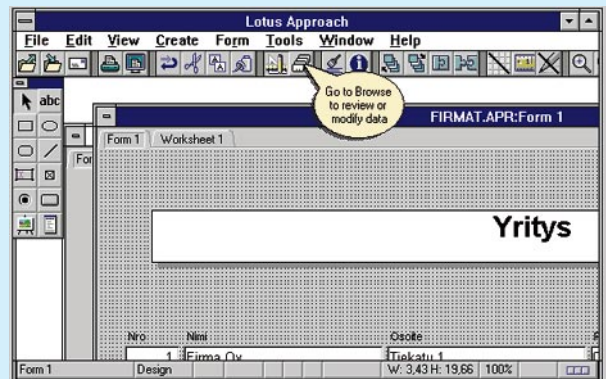 Lotus Approach
File Edit View Create Form Tools Window Help
Go to Browse
to review or
modify data
abc
FIRMAT.APR:Form 1
Form 1 Worksheet 1
For
Yritys
Nro Nimi Osoite
1 Firma Oy Tiekatu 1
Form 1 Design W: 3,43 H: 19,66 100%